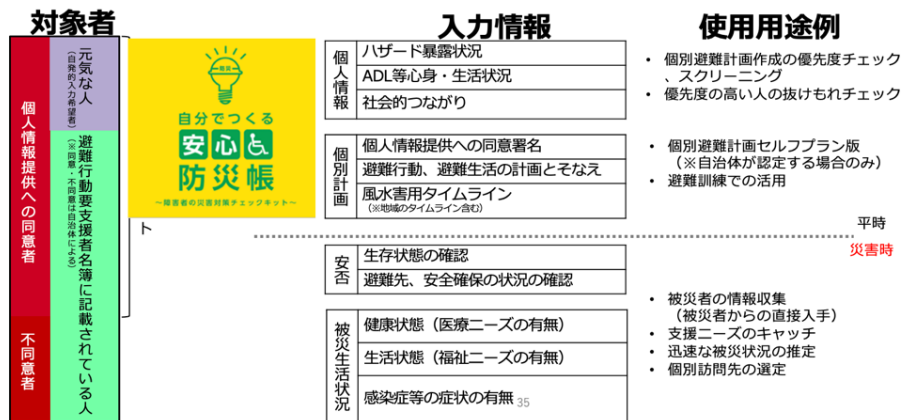 対象者
入力情報
使用用途例
個人情報提供への同意者
不同意者
元気な人
（自発的入力希望者）
避難行動要支援者名簿に記載されている人
（※同意・不同意は自治体による）
防災
自分でつくる
安心
防災帳
～障害者の災害対策チェックキット～
ト
個人情報
ハザード暴露状況
ADL等心身・生活状況
社会的つながり
個別計画
個人情報提供への同意署名
避難行動、避難生活の計画とそなえ
風水害用タイムライン
（※地域のタイムライン含む）
安否
生存状態の確認
避難先、安全確保の状況の確認
被災生活状況
健康状態（医療ニーズの有無）
生活状態（福祉ニーズの有無）
感染症等の症状の有無
35
• 個別避難計画作成の優先度チェック
、スクリーニング
• 優先度の高い人の抜けもれチェック
• 個別避難計画セルフプラン版
（※自治体が認定する場合のみ）
• 避難訓練での活用
平時
災害時
• 被災者の情報収集
（被災者からの直接入手）
• 支援ニーズのキャッチ
• 迅速な被災状況の推定
• 個別訪問先の選定